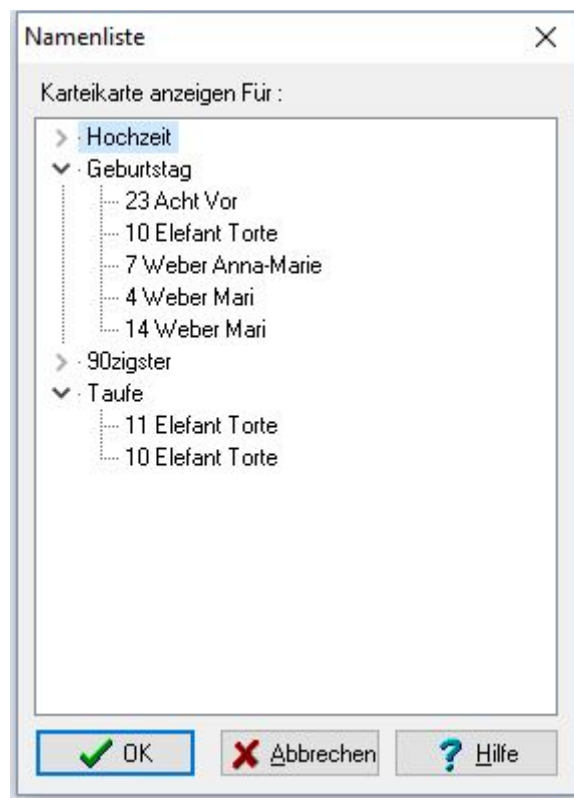 Namenliste
Karteikarte anzeigen Für :
Hochzeit
Geburtstag
23 Acht Vor
10 Elefant Torte
7 Weber Anna-Marie
4 Weber Mari
14 Weber Mari
90zigster
Taufe
11 Elefant Torte
10 Elefant Torte
OK Abbrechen Hilfe